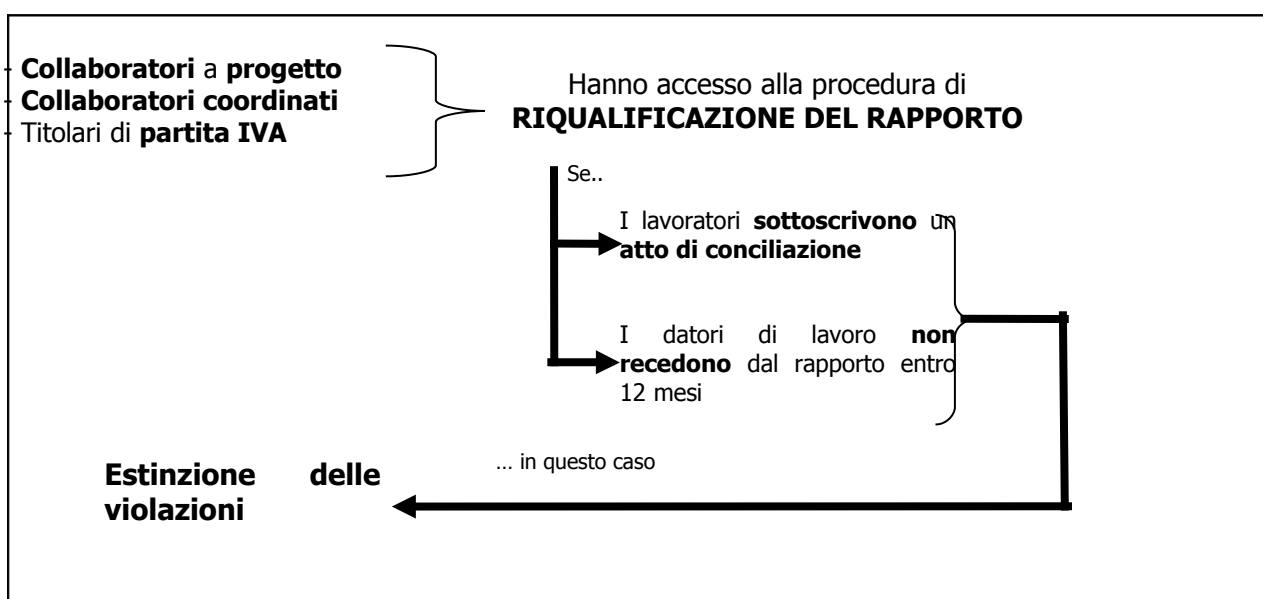 - Collaboratori a progetto
- Collaboratori coordinati
- Titolari di partita IVA
Hanno accesso alla procedura di
RIQUALIFICAZIONE DEL RAPPORTO
Se..
I lavoratori sottoscrivono un
atto di conciliazione
I datori di lavoro non
recedono dal rapporto entro
12 mesi
… in questo caso
Estinzione delle
violazioni